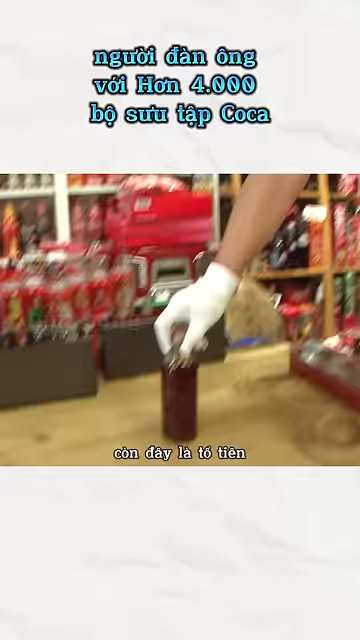 người đàn ông
với Hơn 4.000
bộ sưu tập Coca
còn đây là tổ tiên